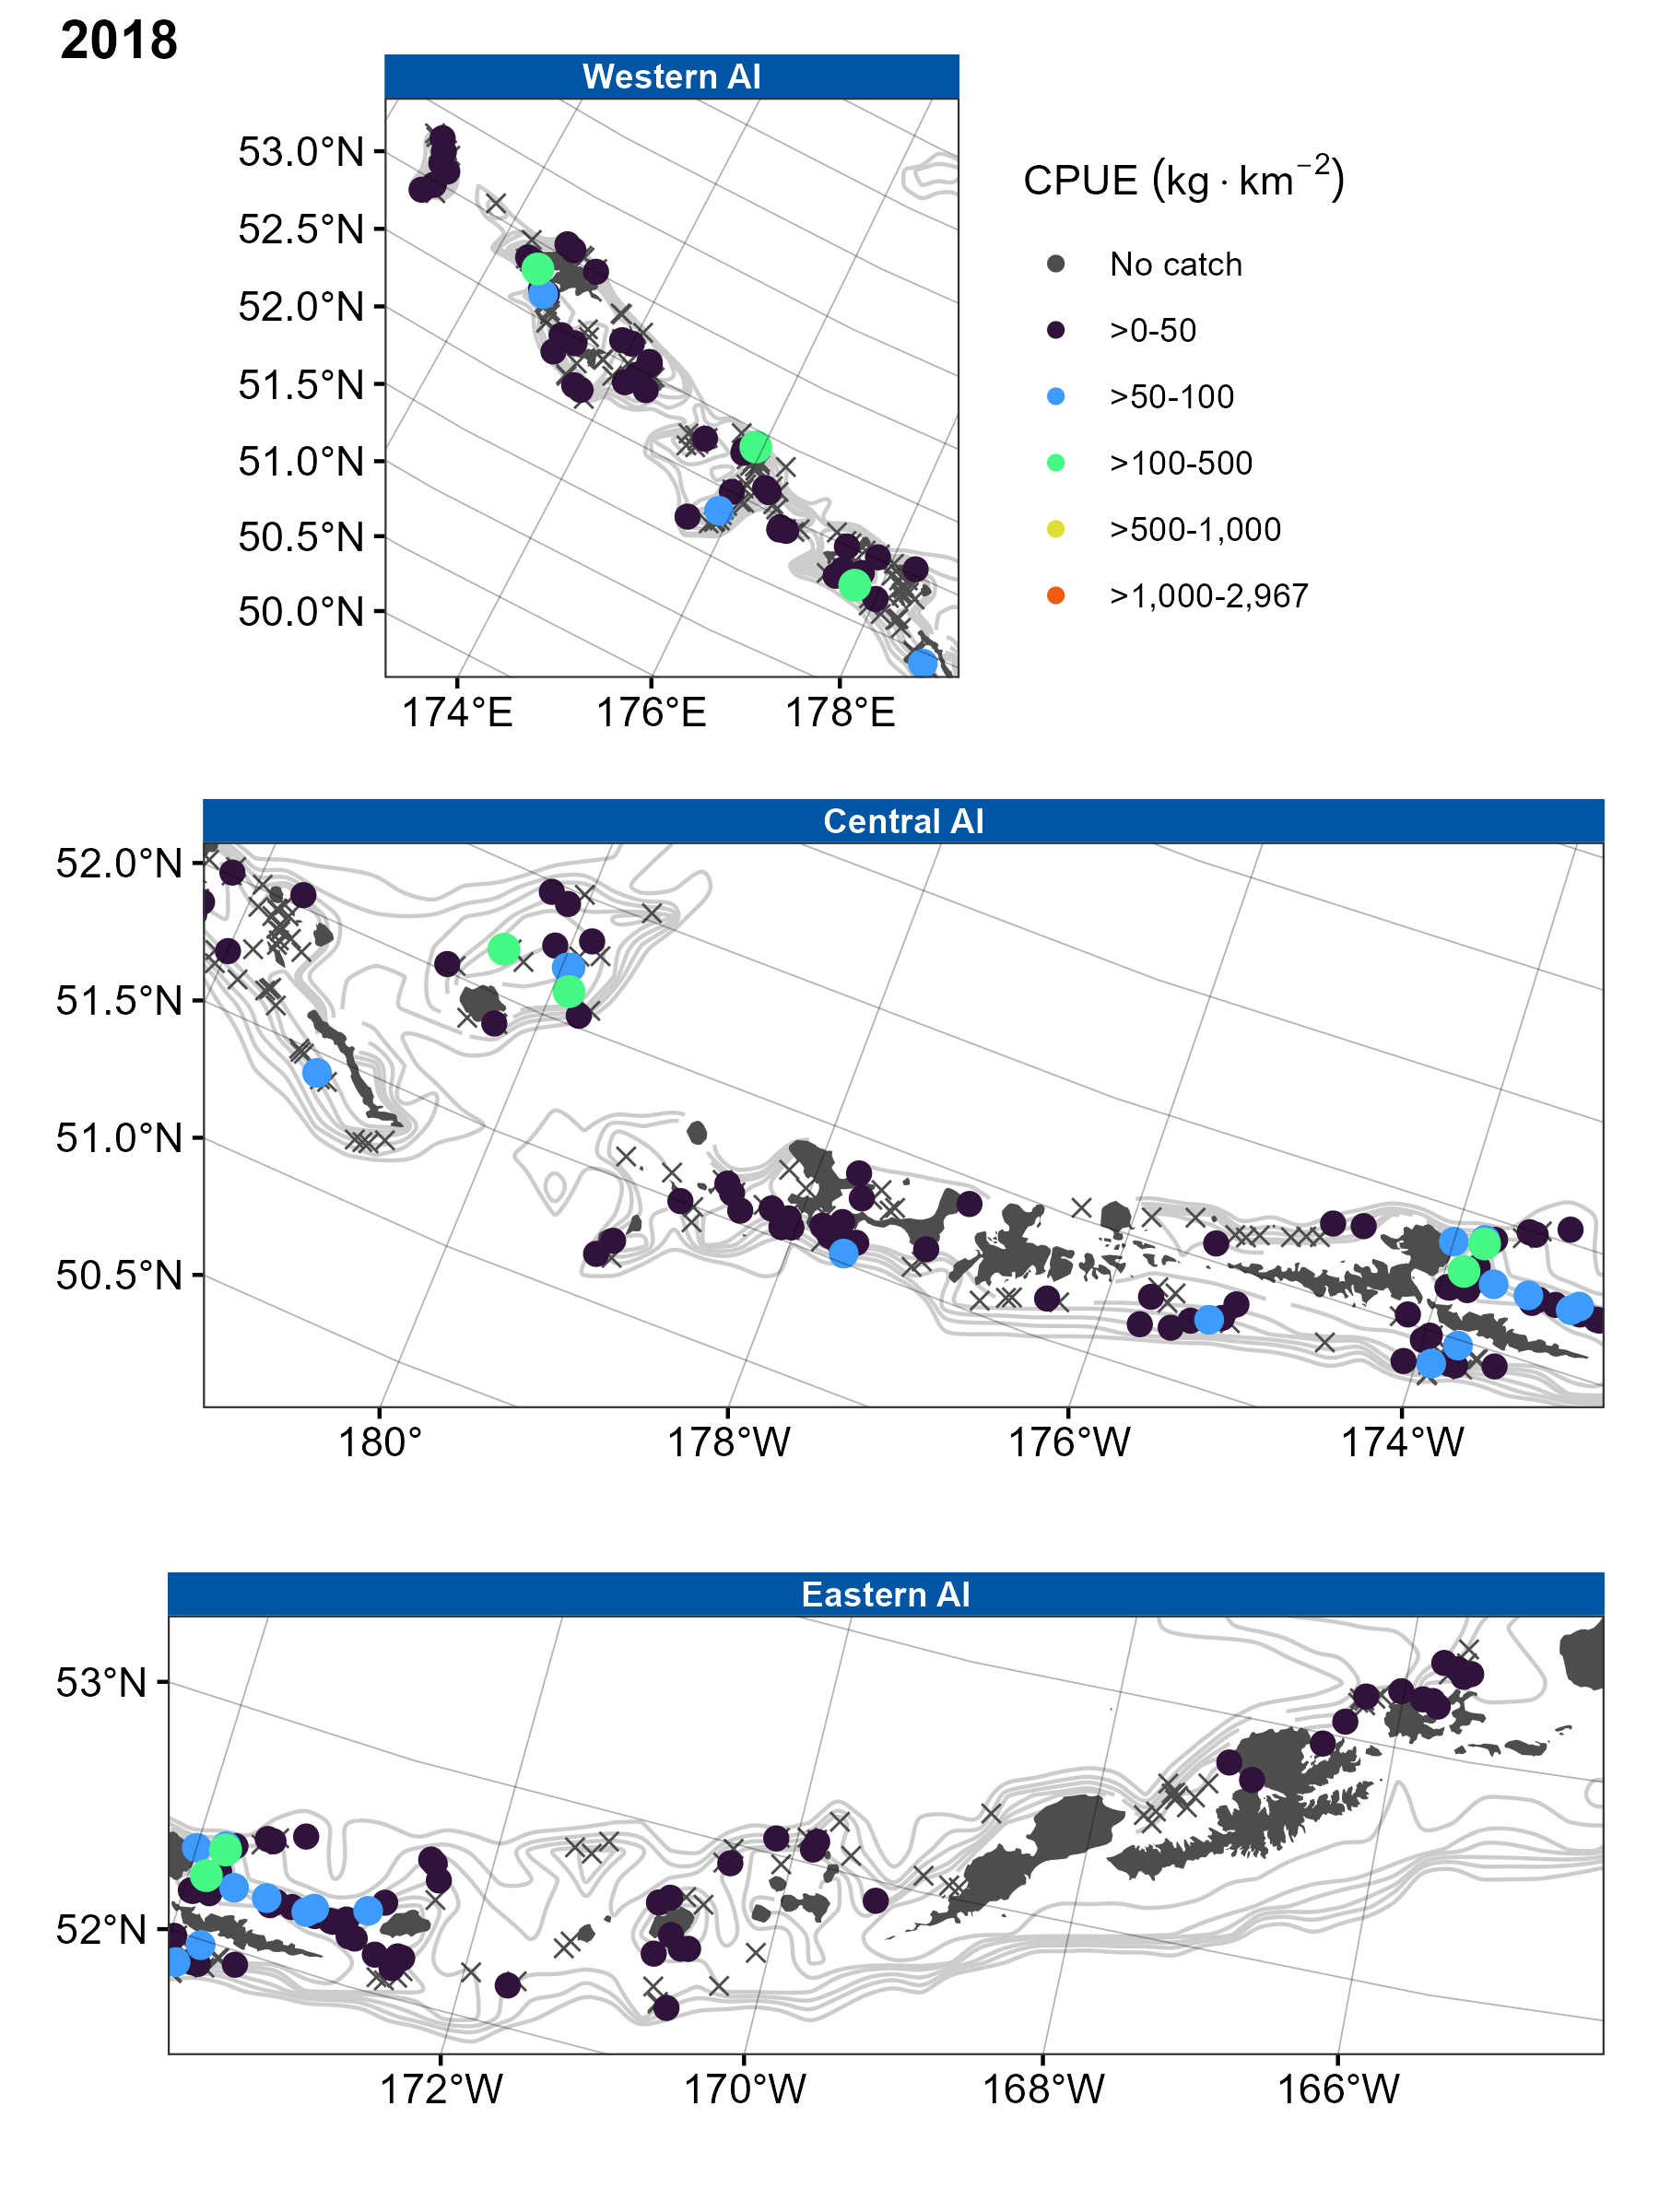 2018
Western AI
53.0°N
52.5°N
52.0°N
51.5°N
51.0°N
50.5°N
50.0°N
174°E 176°E 178°E
CPUE (kg · km⁻²)
No catch
>0-50
>50-100
>100-500
>500-1,000
>1,000-2,967
Central AI
52.0°N
51.5°N
51.0°N
50.5°N
180° 178°W 176°W 174°W
Eastern AI
53°N
52°N
172°W 170°W 168°W 166°W